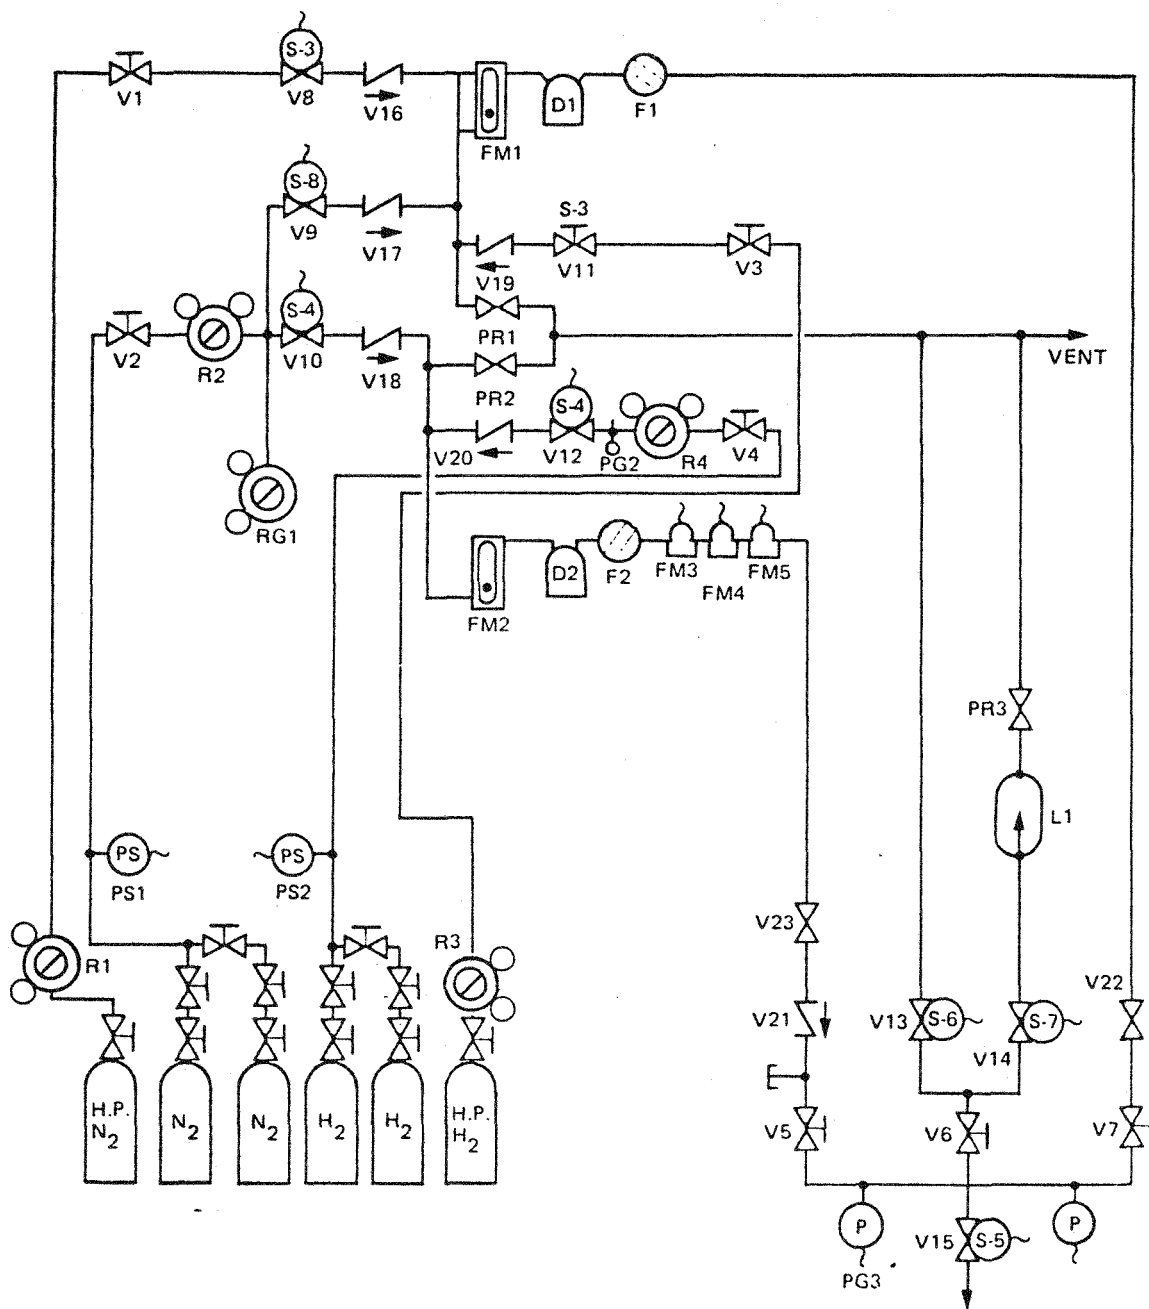 S-3
V1
V8
V16
FM1
D1
F1
S-8
V9
V17
S-3
V11
V3
V19
S-4
V2
R2
V10
V18
PR1
PR2
VENT
S-4
V20
V12
PG2
R4
V4
RG1
D2
F2
FM3
FM4
FM5
FM2
PR3
L1
PS
PS1
PS
PS2
V23
R1
R3
V22
V21
V13
S-6
S-7
V14
H.P.
N2
N2
N2
H2
H2
H.P.
H2
V5
V6
V7
P
PG3
V15
S-5
P